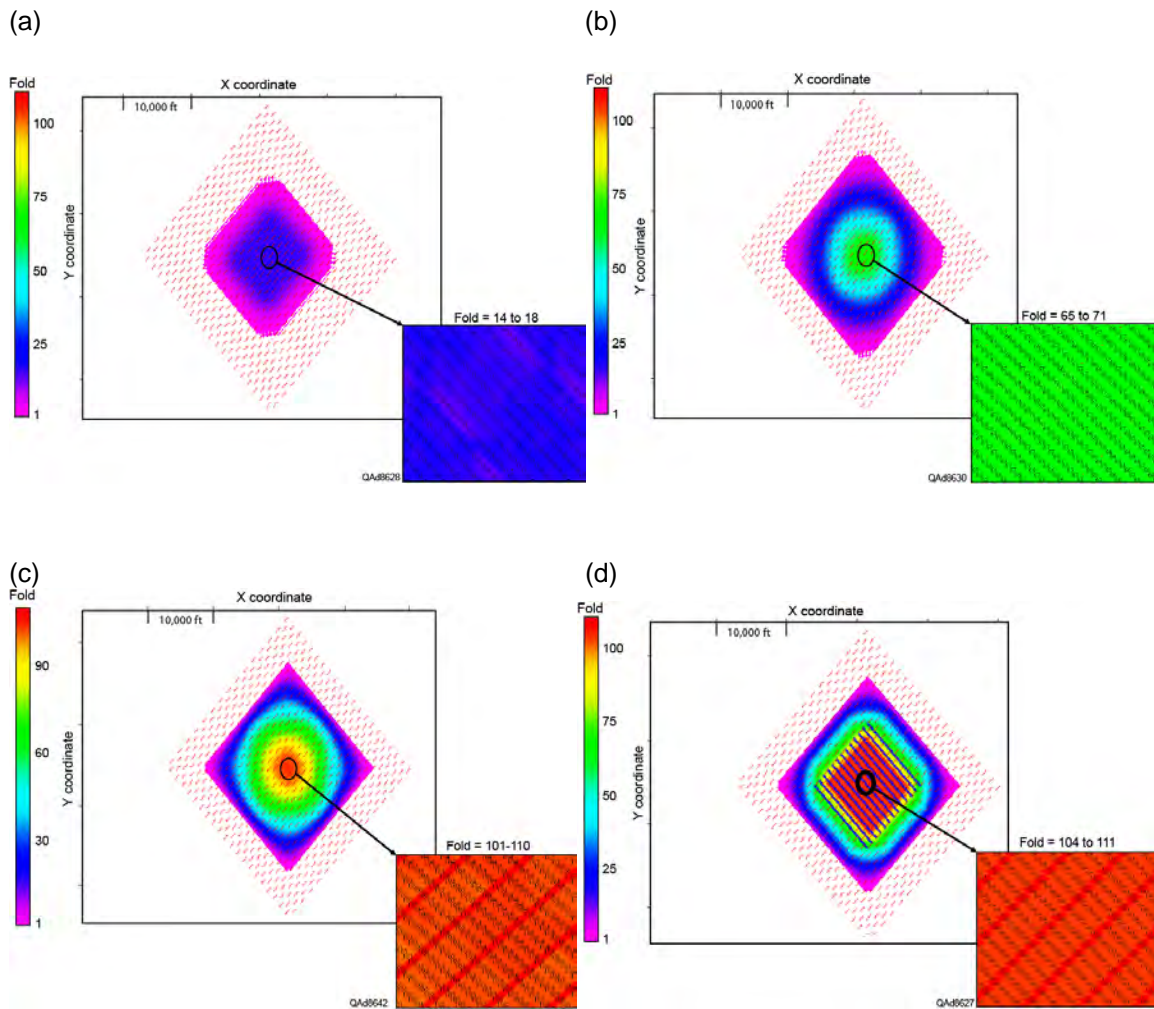 (a)
Fold
X coordinate
10,000 ft
100
75
50
25
1
Y coordinate
Fold = 14 to 18
QAd8628
(b)
Fold
X coordinate
10,000 ft
100
75
50
25
1
Y coordinate
Fold = 65 to 71
QAd8630
(c)
Fold
X coordinate
10,000 ft
90
60
30
1
Y coordinate
Fold = 101-110
QAd8642
(d)
Fold
X coordinate
10,000 ft
100
75
50
25
1
Y coordinate
Fold = 104 to 111
QAd8627